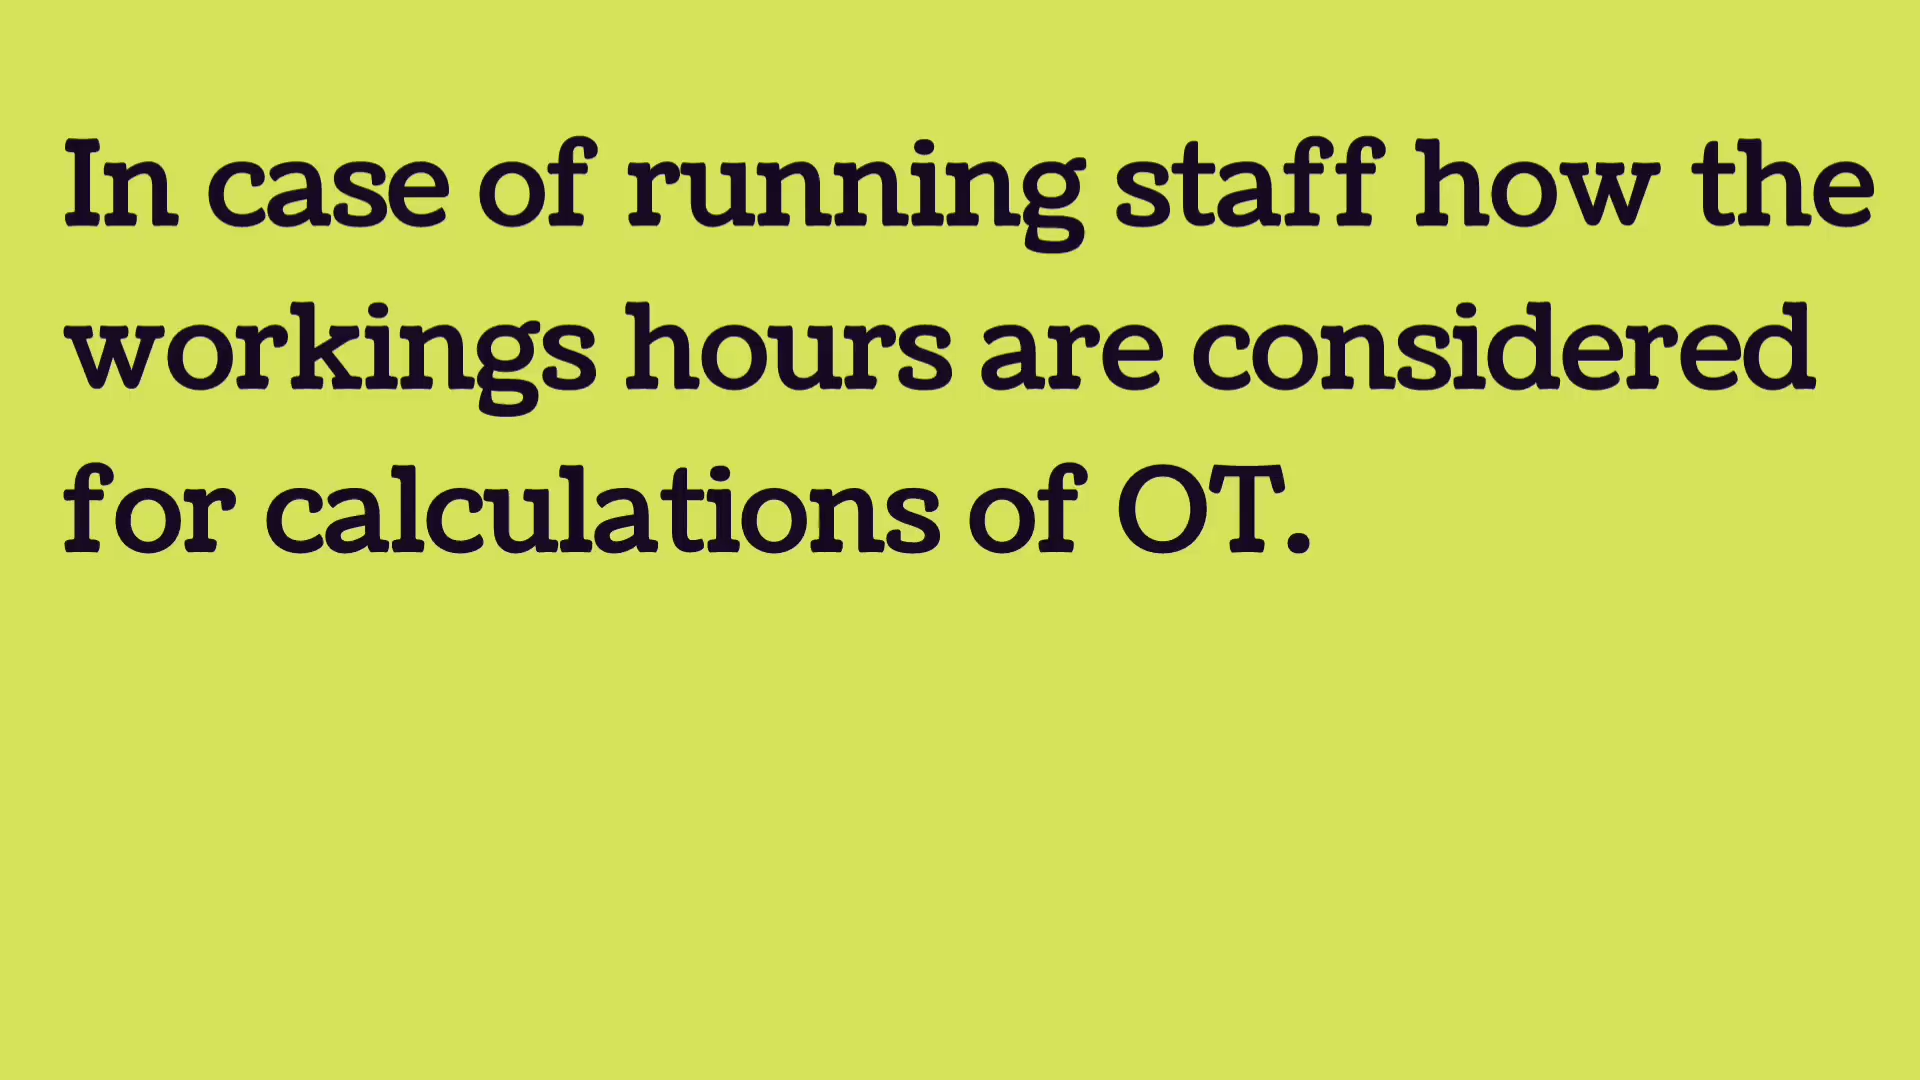 In case of running staff how the
workings hours are considered
for calculations of OT.